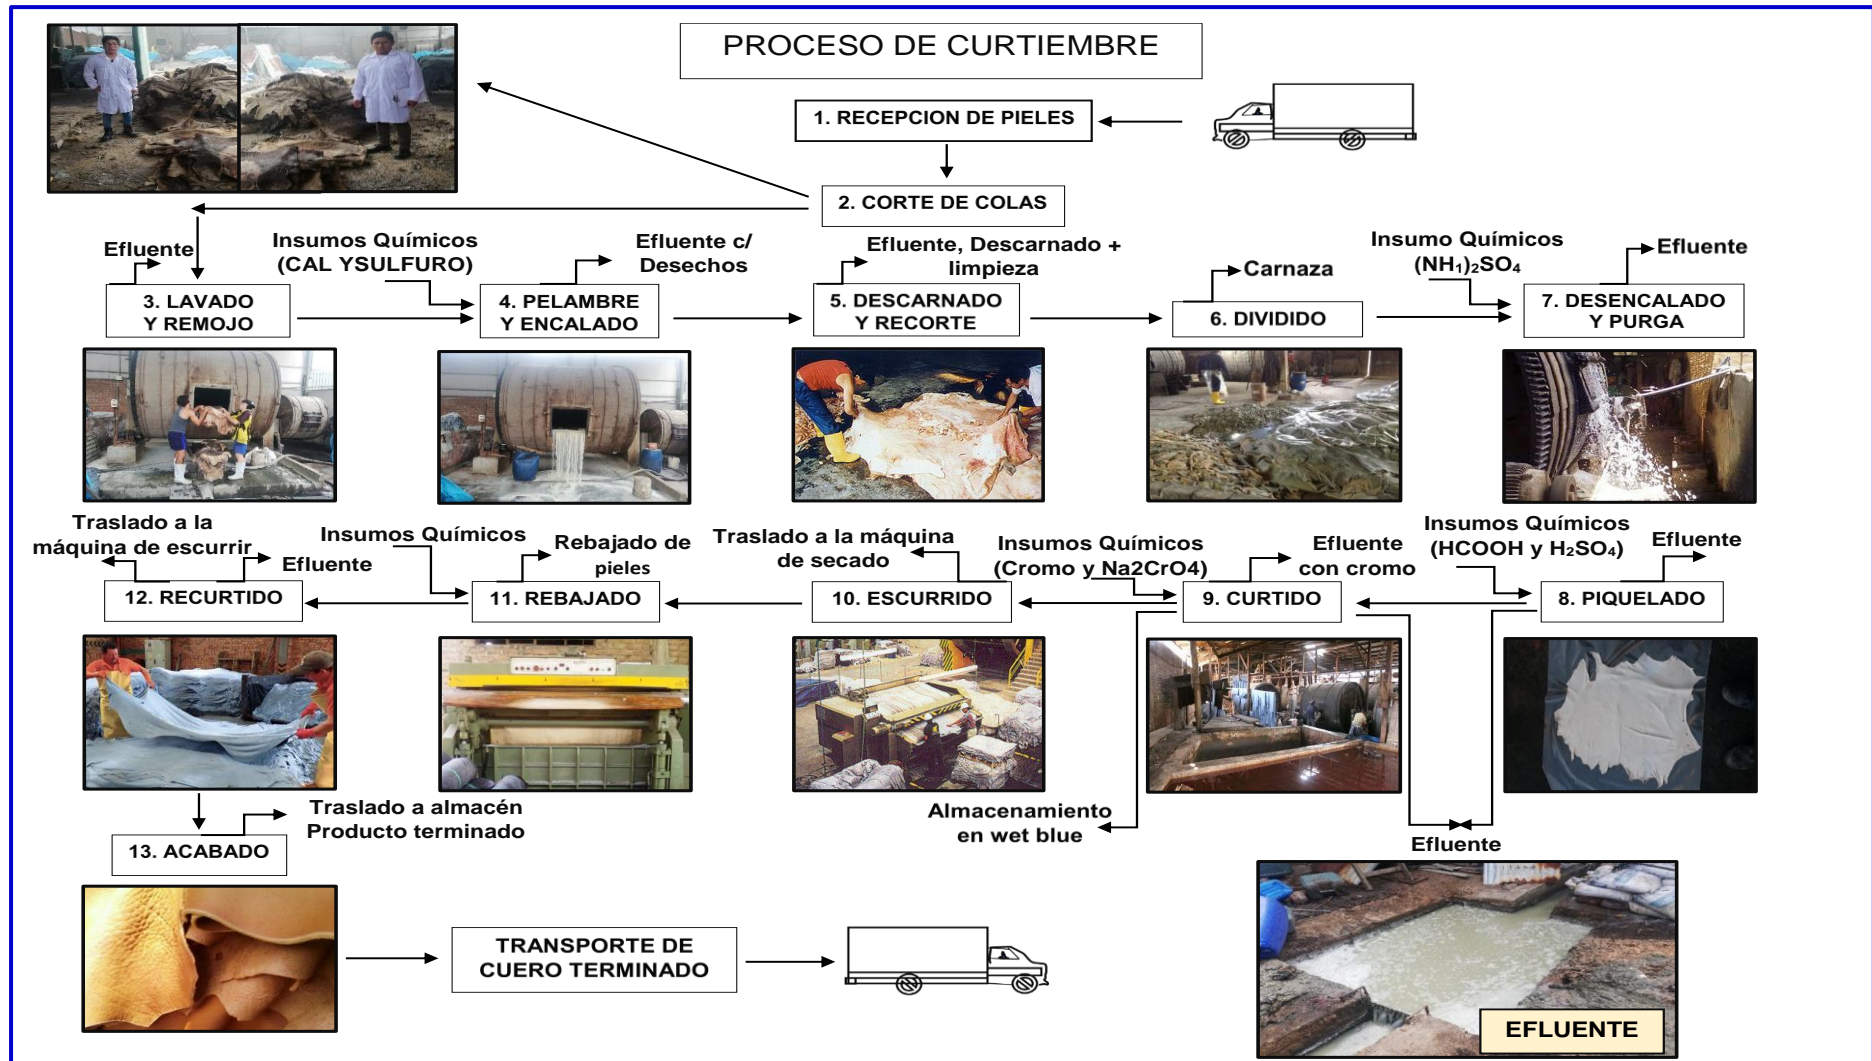 PROCESO DE CURTIEMBRE
1. RECEPCION DE PIELES
2. CORTE DE COLAS
Efluente
Insumos Químicos
(CAL YSULFURO)
Efluente c/
Desechos
Efluente, Descarnado +
limpieza
Carnaza
Insumo Químicos
(NH₁)₂SO₄
Efluente
3. LAVADO
Y REMOJO
4. PELAMBRE
Y ENCALADO
5. DESCARNADO
Y RECORTE
6. DIVIDIDO
7. DESENCALADO
Y PURGA
Traslado a la
máquina de escurrir
Efluente
Insumos Químicos
Rebajado de
pieles
Traslado a la máquina
de secado
Insumos Químicos
(Cromo y Na2CrO4)
Efluente
con cromo
Insumos Químicos
(HCOOH y H₂SO₄)
Efluente
12. RECURTIDO
11. REBAJADO
10. ESCURRIDO
9. CURTIDO
8. PIQUELADO
Traslado a almacén
Producto terminado
Almacenamiento
en wet blue
Efluente
13. ACABADO
TRANSPORTE DE
CUERO TERMINADO
EFLUENTE